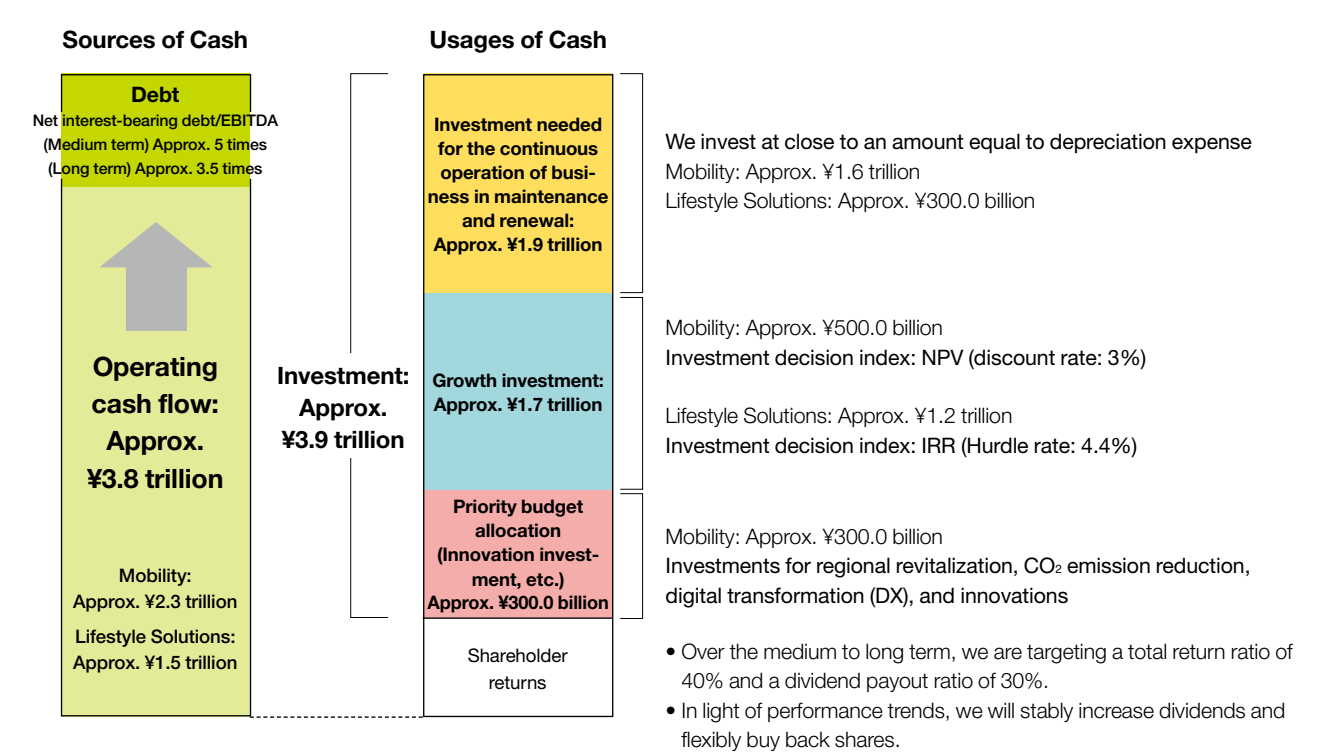 Sources of Cash
Debt
Net interest-bearing debt/EBITDA
(Medium term) Approx. 5 times
(Long term) Approx. 3.5 times
Operating
cash flow:
Approx.
¥3.8 trillion
Mobility:
Approx. ¥2.3 trillion
Lifestyle Solutions:
Approx. ¥1.5 trillion
Investment:
Approx.
¥3.9 trillion
Usages of Cash
Investment needed
for the continuous
operation of busi-
ness in maintenance
and renewal:
Approx. ¥1.9 trillion
Growth investment:
Approx. ¥1.7 trillion
Priority budget
allocation
(Innovation invest-
ment, etc.)
Approx. ¥300.0 billion
Shareholder
returns
We invest at close to an amount equal to depreciation expense
Mobility: Approx. ¥1.6 trillion
Lifestyle Solutions: Approx. ¥300.0 billion
Mobility: Approx. ¥500.0 billion
Investment decision index: NPV (discount rate: 3%)
Lifestyle Solutions: Approx. ¥1.2 trillion
Investment decision index: IRR (Hurdle rate: 4.4%)
Mobility: Approx. ¥300.0 billion
Investments for regional revitalization, CO₂ emission reduction,
digital transformation (DX), and innovations
• Over the medium to long term, we are targeting a total return ratio of
40% and a dividend payout ratio of 30%.
• In light of performance trends, we will stably increase dividends and
flexibly buy back shares.